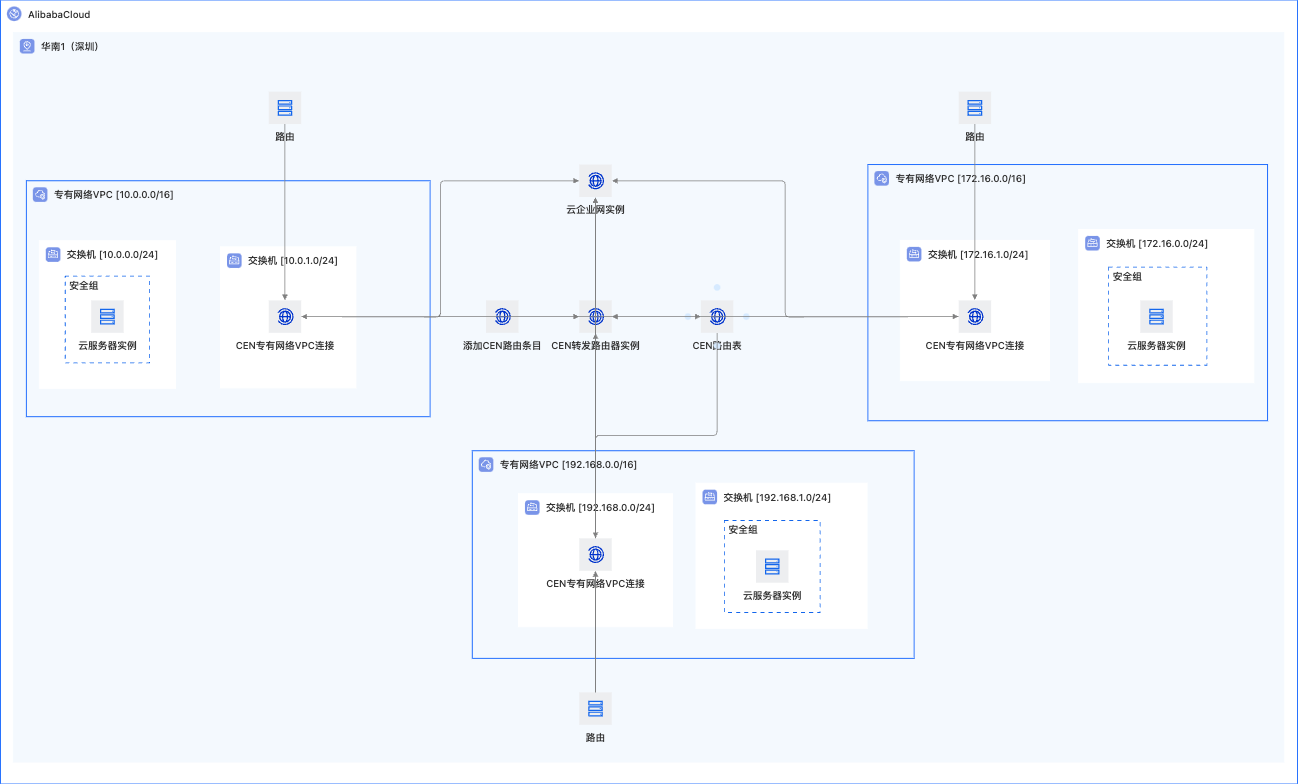 AlibabaCloud
华南1（深圳）
路由
路由
专有网络VPC [10.0.0.0/16]
交换机 [10.0.0.0/24]
安全组
云服务器实例
交换机 [10.0.1.0/24]
CEN专有网络VPC连接
云企业网实例
添加CEN路由条目
CEN转发路由器实例
CEN路由表
专有网络VPC [172.16.0.0/16]
交换机 [172.16.1.0/24]
CEN专有网络VPC连接
交换机 [172.16.0.0/24]
安全组
云服务器实例
专有网络VPC [192.168.0.0/16]
交换机 [192.168.0.0/24]
CEN专有网络VPC连接
交换机 [192.168.1.0/24]
安全组
云服务器实例
路由